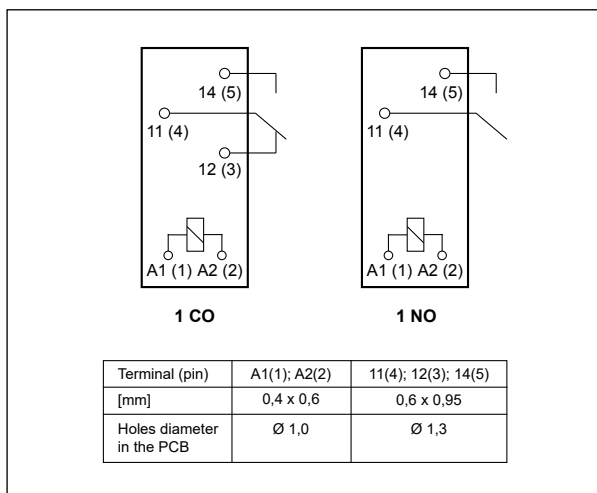 14 (5)
11 (4)
12 (3)
A1 (1) A2 (2)
1 CO
14 (5)
11 (4)
A1 (1) A2 (2)
1 NO
Terminal (pin) A1(1); A2(2) 11(4); 12(3); 14(5)
[mm] 0,4 x 0,6 0,6 x 0,95
Holes diameter Ø 1,0 Ø 1,3
in the PCB